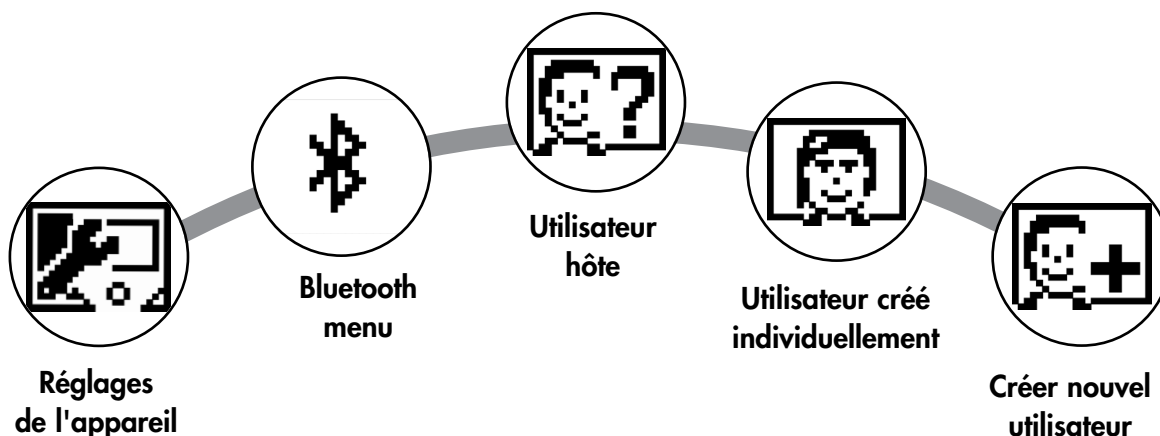 Réglages
de l'appareil
Bluetooth
menu
Utilisateur
hôte
Utilisateur créé
individuellement
Créer nouvel
utilisateur